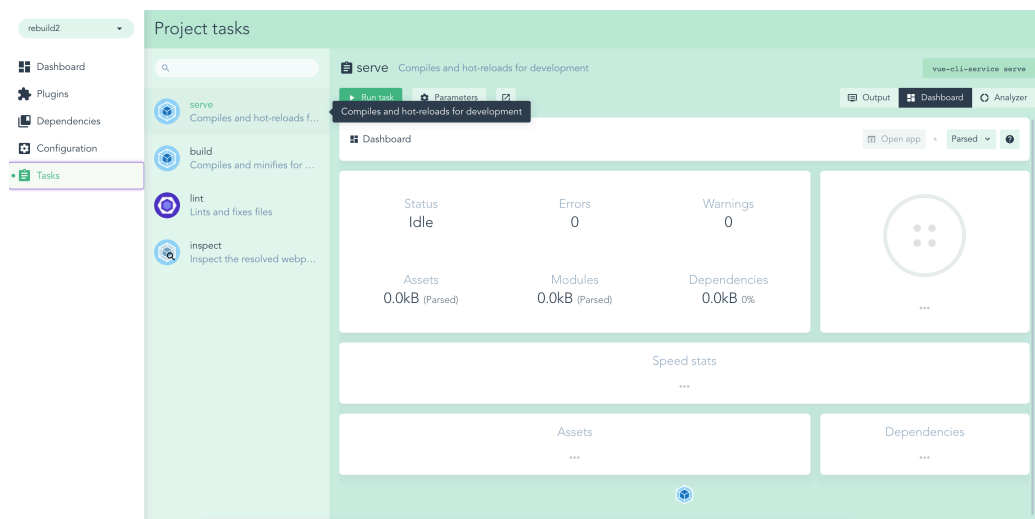 rebuild2
Project tasks
Dashboard
Plugins
Dependencies
Configuration
Tasks
serve
Compiles and hot-reloads f...
build
Compiles and minifies for ...
lint
Lints and fixes files
inspect
Inspect the resolved webp...
serve Compiles and hot-reloads for development
vue-cli-service serve
Run task Parameters
Output Dashboard Analyzer
Compiles and hot-reloads for development
Dashboard
Open app Parsed
Status Errors Warnings
Idle 0 0
Assets Modules Dependencies
0.0kB (Parsed) 0.0kB (Parsed) 0.0kB 0%
Speed stats
Assets Dependencies